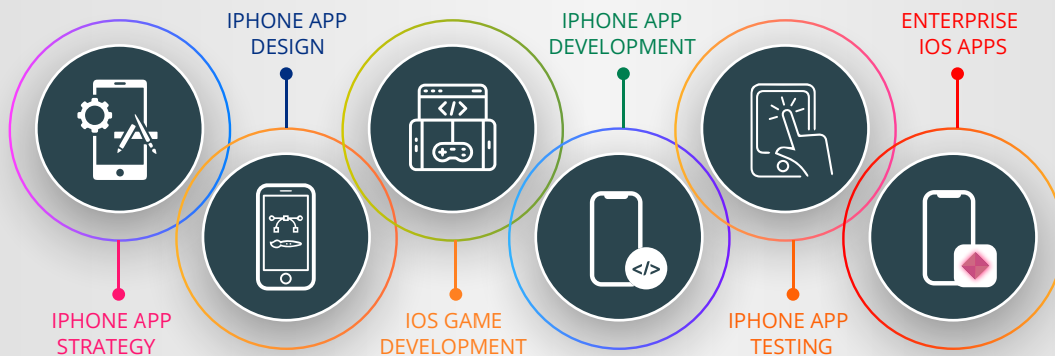 IPHONE APP
DESIGN
IPHONE APP
DEVELOPMENT
ENTERPRISE
IOS APPS
</>
</>
IPHONE APP
STRATEGY
IOS GAME
DEVELOPMENT
IPHONE APP
TESTING